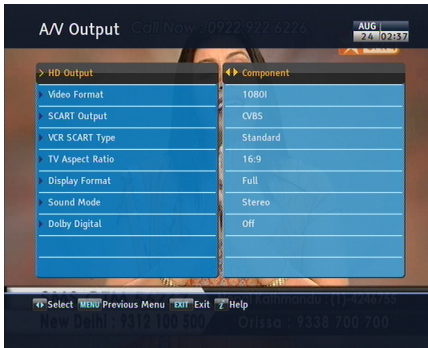 A/V Output
Call Now : 0922 922 6226
AUG
24 02:37
HD Output Component
Video Format 1080I
SCART Output CVBS
VCR SCART Type Standard
TV Aspect Ratio 16:9
Display Format Full
Sound Mode Stereo
Dolby Digital Off
Select MENU Previous Menu EXIT Exit i Help
Kathmandu : (1)-4246755
New Delhi : 9312 100 500 Orissa : 9338 700 700